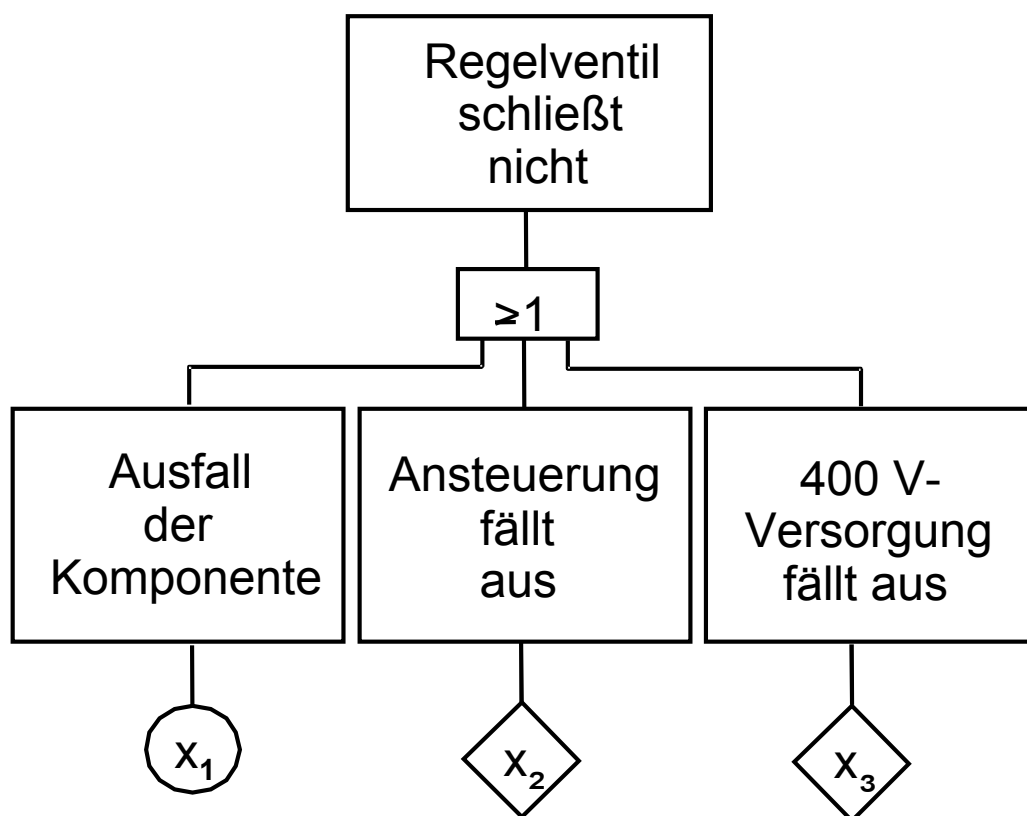 Regelventil
schließt
nicht
≥1
Ausfall
der
Komponente
Ansteuerung
fällt
aus
400 V-
Versorgung
fällt aus
x₁
x₂
x₃